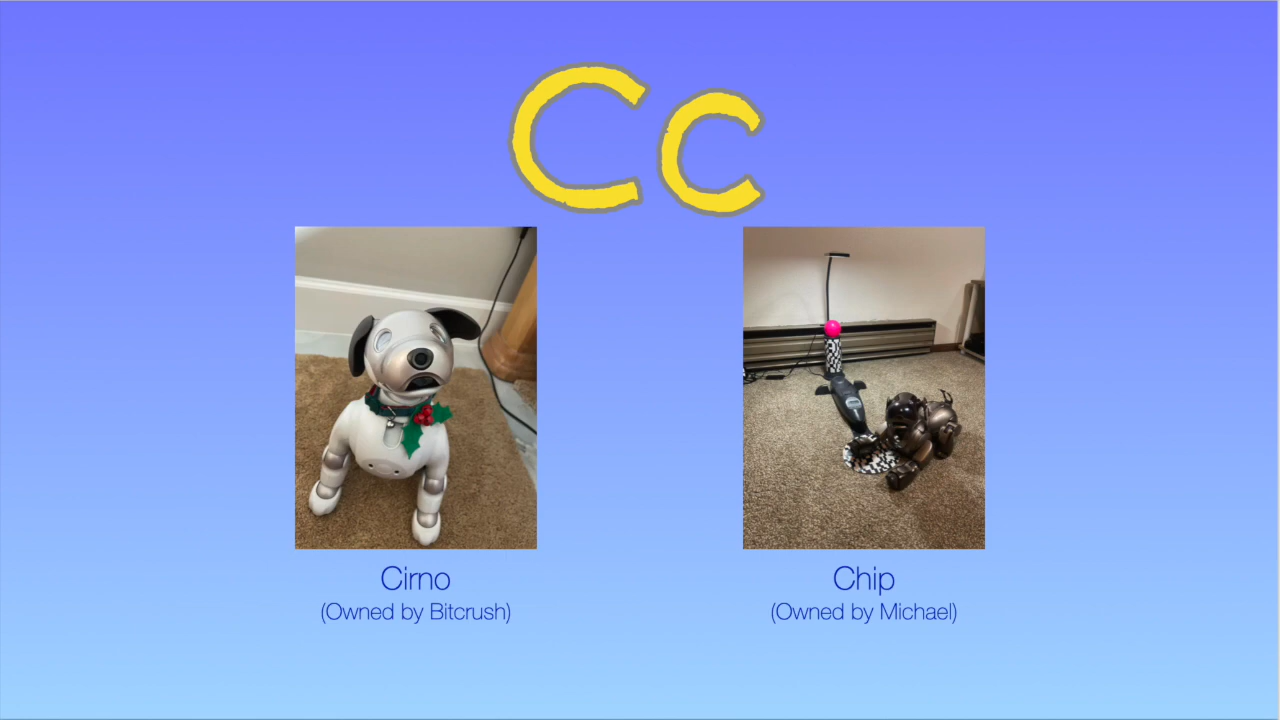 Cc
Cirno
(Owned by Bitcrush)
Chip
(Owned by Michael)